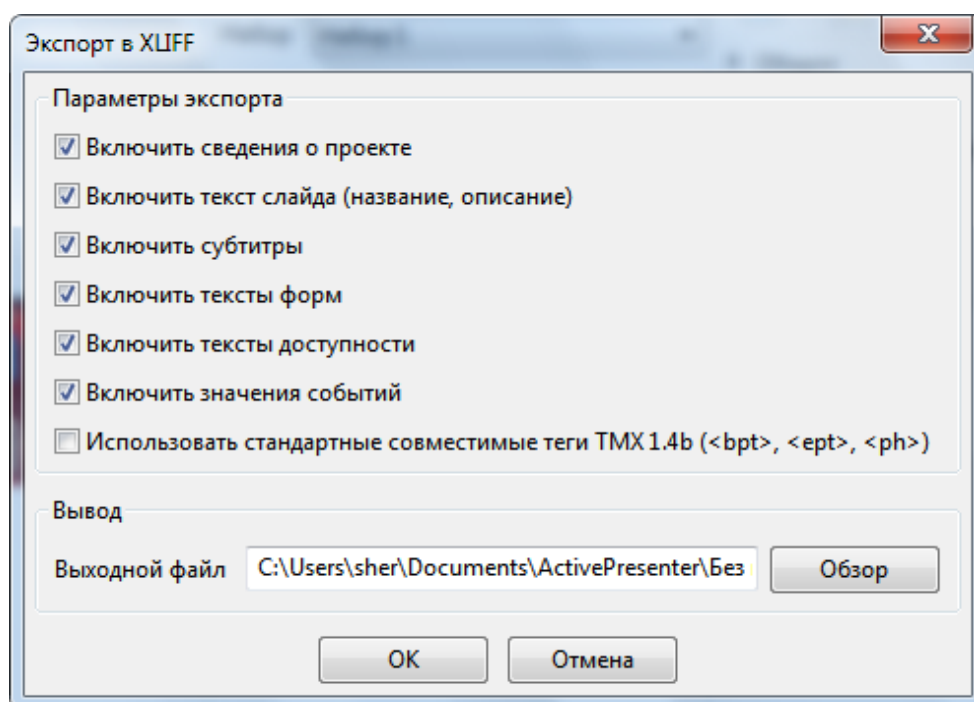 Экспорт в XLIFF
Параметры экспорта
Включить сведения о проекте
Включить текст слайда (название, описание)
Включить субтитры
Включить тексты форм
Включить тексты доступности
Включить значения событий
Использовать стандартные совместимые теги TMX 1.4b (<bpt>, <ept>, <ph>)
Вывод
Выходной файл C:\Users\sher\Documents\ActivePresenter\Без Обзор
OK Отмена